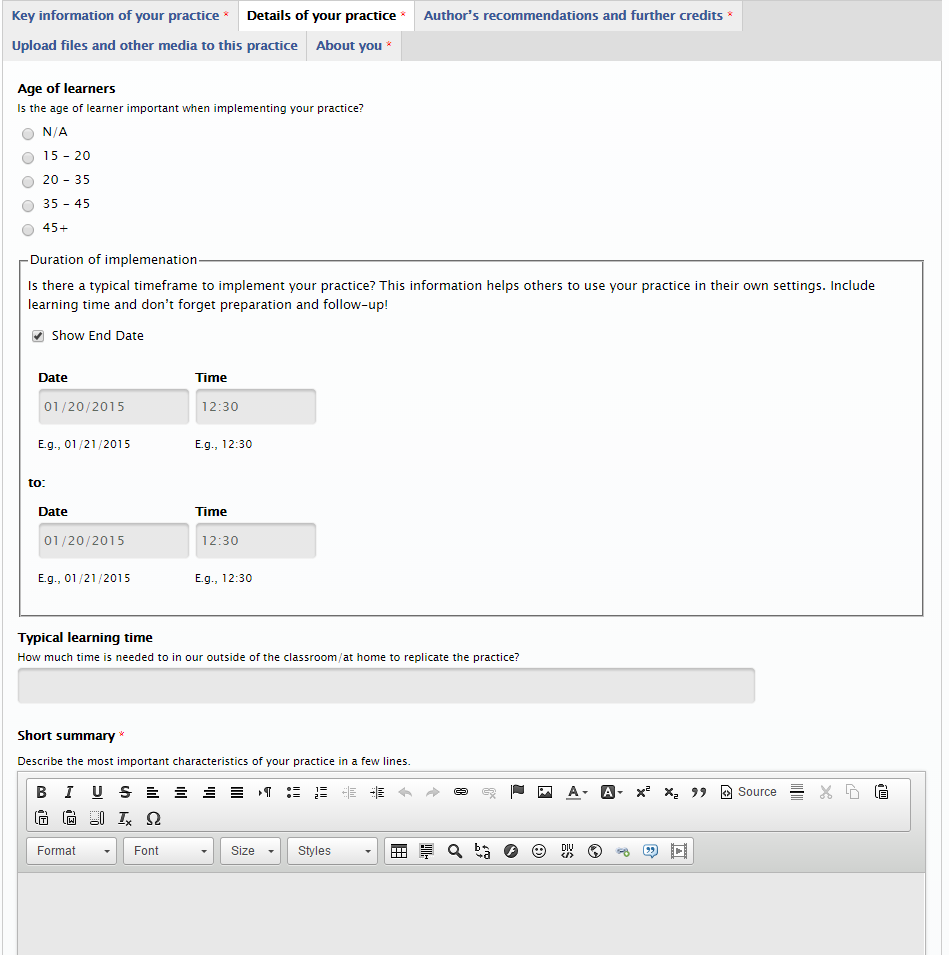 Key information of your practice * Details of your practice * Author's recommendations and further credits *
Upload files and other media to this practice About you *
Age of learners
Is the age of learner important when implementing your practice?
N/A
15 - 20
20 - 35
35 - 45
45+
Duration of implemenation
Is there a typical timeframe to implement your practice? This information helps others to use your practice in their own settings. Include
learning time and don't forget preparation and follow-up!
Show End Date
Date Time
01/20/2015 12:30
E.g., 01/21/2015 E.g., 12:30
to:
Date Time
01/20/2015 12:30
E.g., 01/21/2015 E.g., 12:30
Typical learning time
How much time is needed to in our outside of the classroom/at home to replicate the practice?
Short summary *
Describe the most important characteristics of your practice in a few lines.
B I U S A A x² x₂ Source
Tx Ω
Format Font Size Styles DIV